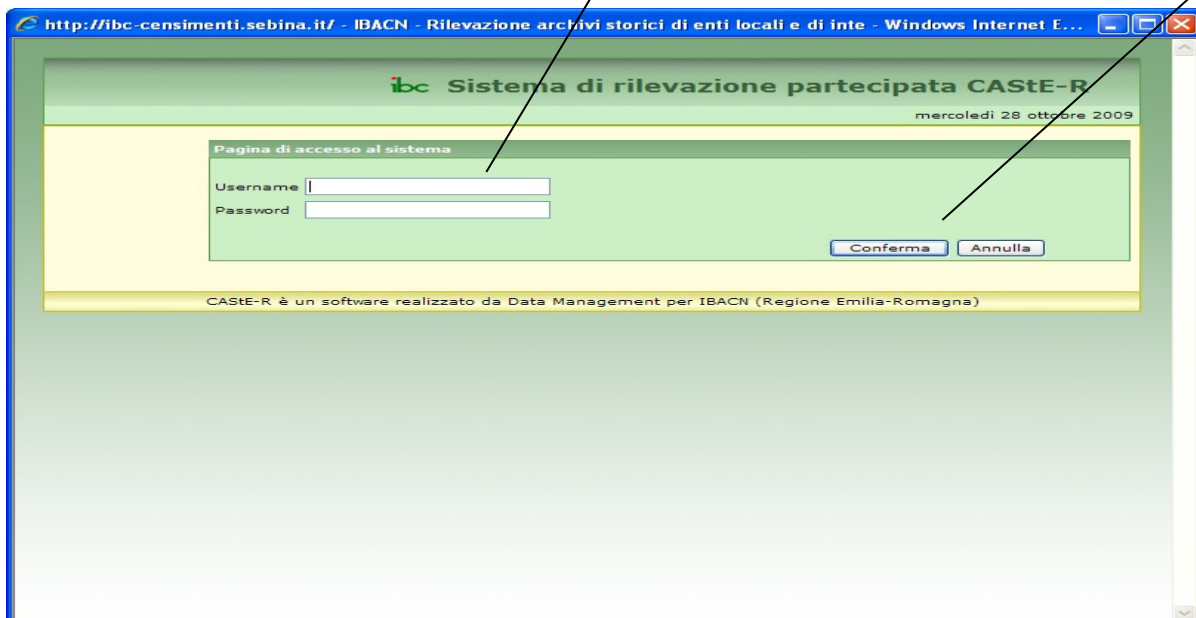 http://ibc-censimenti.sebina.it/ - IBACN - Rilevazione archivi storici di enti locali e di inte - Windows Internet E...
ibc Sistema di rilevazione partecipata CAStE-R
mercoledì 28 ottobre 2009
Pagina di accesso al sistema
Username
Password
Conferma Annulla
CAStE-R è un software realizzato da Data Management per IBACN (Regione Emilia-Romagna)